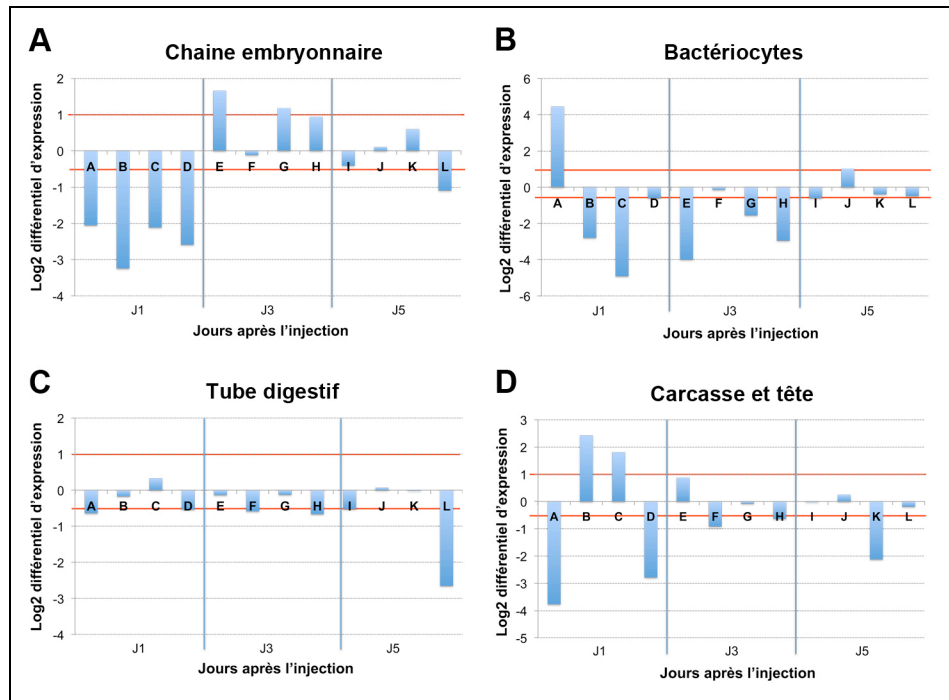 A
Chaine embryonnaire
Log2 différentiel d'expression
2
1
0
-1
-2
-3
-4
A B C D E F G H I J K L
J1 J3 J5
Jours après l'injection
B
Bactériocytes
Log2 différentiel d'expression
6
4
2
0
-2
-4
-6
A B C D E F G H I J K L
J1 J3 J5
Jours après l'injection
C
Tube digestif
Log2 différentiel d'expression
2
1
0
-1
-2
-3
-4
A B C D E F G H I J K L
J1 J3 J5
Jours après l'injection
D
Carcasse et tête
Log2 différentiel d'expression
3
2
1
0
-1
-2
-3
-4
-5
A B C D E F G H I J K L
J1 J3 J5
Jours après l'injection